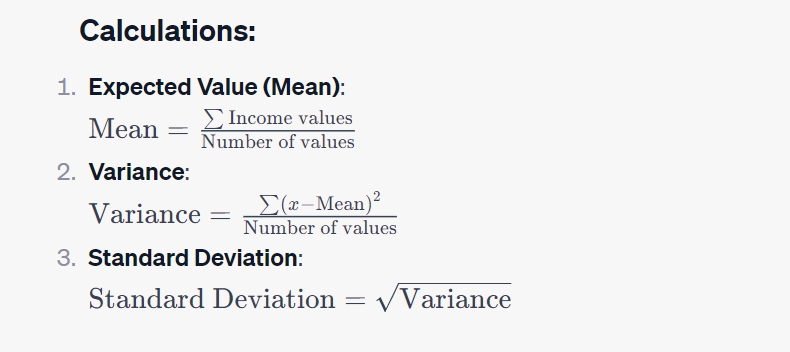 Calculations:
1. Expected Value (Mean):
Mean = ∑ Income values / Number of values
2. Variance:
Variance = ∑(x−Mean)² / Number of values
3. Standard Deviation:
Standard Deviation = √Variance